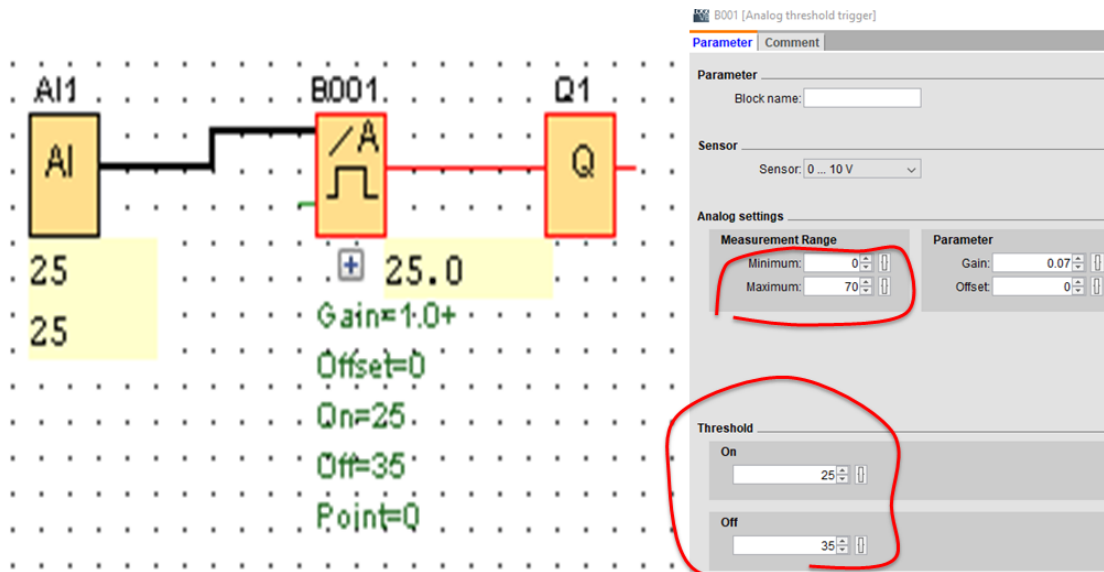 AI1
B001
Q1
AI
/A
Q
25
25
25.0
Gain=1.0+
Offset=0
On=25
Off=35
Point=0
B001 [Analog threshold trigger]
Parameter
Comment
Parameter
Block name:
Sensor
Sensor: 0 ... 10 V
Analog settings
Measurement Range
Minimum: 0
Maximum: 70
Parameter
Gain: 0.07
Offset: 0
Threshold
On
25
Off
35